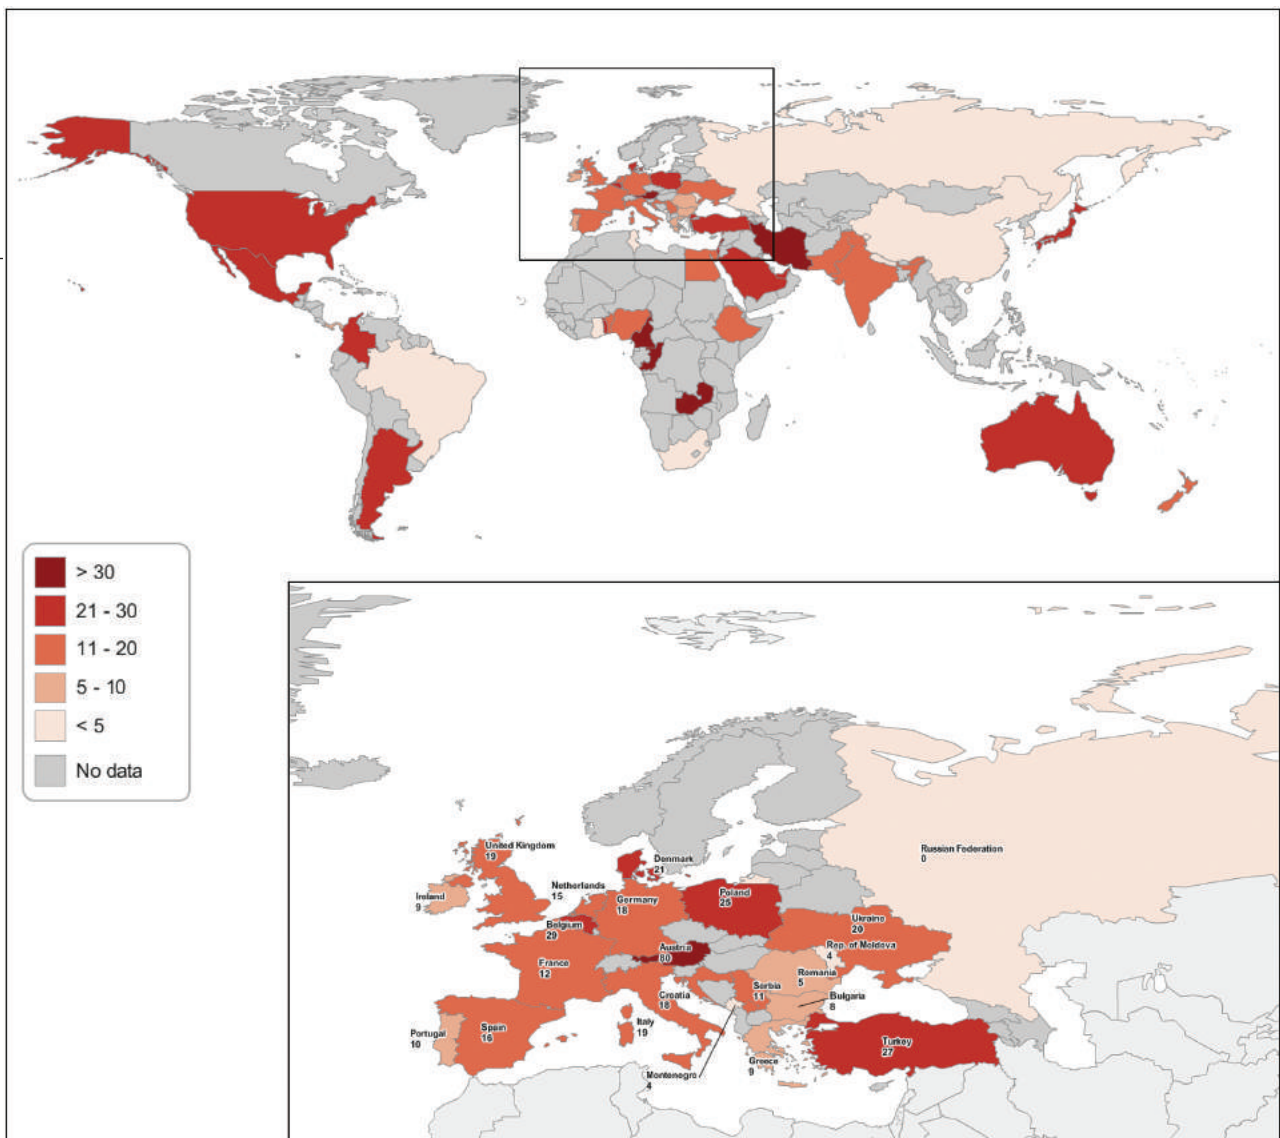 > 30
21 - 30
11 - 20
5 - 10
< 5
No data
United Kingdom
19
Ireland
9
Netherlands
15
Denmark
21
Germany
18
Poland
25
Russian Federation
0
Belgium
29
Ukraine
20
Austria
80
Rep. of Moldova
4
France
12
Romania
5
Serbia
11
Croatia
18
Bulgaria
8
Portugal
10
Spain
16
Italy
19
Turkey
27
Greece
9
Montenegro
4